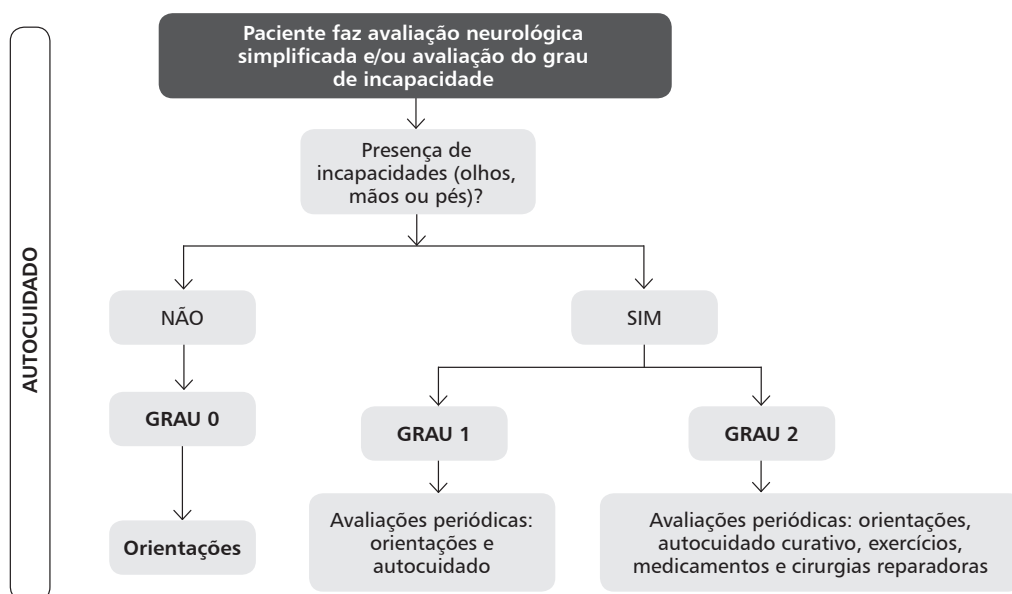 AUTOCUIDADO
Paciente faz avaliação neurológica
simplificada e/ou avaliação do grau
de incapacidade
Presença de
incapacidades (olhos,
mãos ou pés)?
NÃO
SIM
GRAU 0
GRAU 1
GRAU 2
Orientações
Avaliações periódicas:
orientações e
autocuidado
Avaliações periódicas: orientações,
autocuidado curativo, exercícios,
medicamentos e cirurgias reparadoras